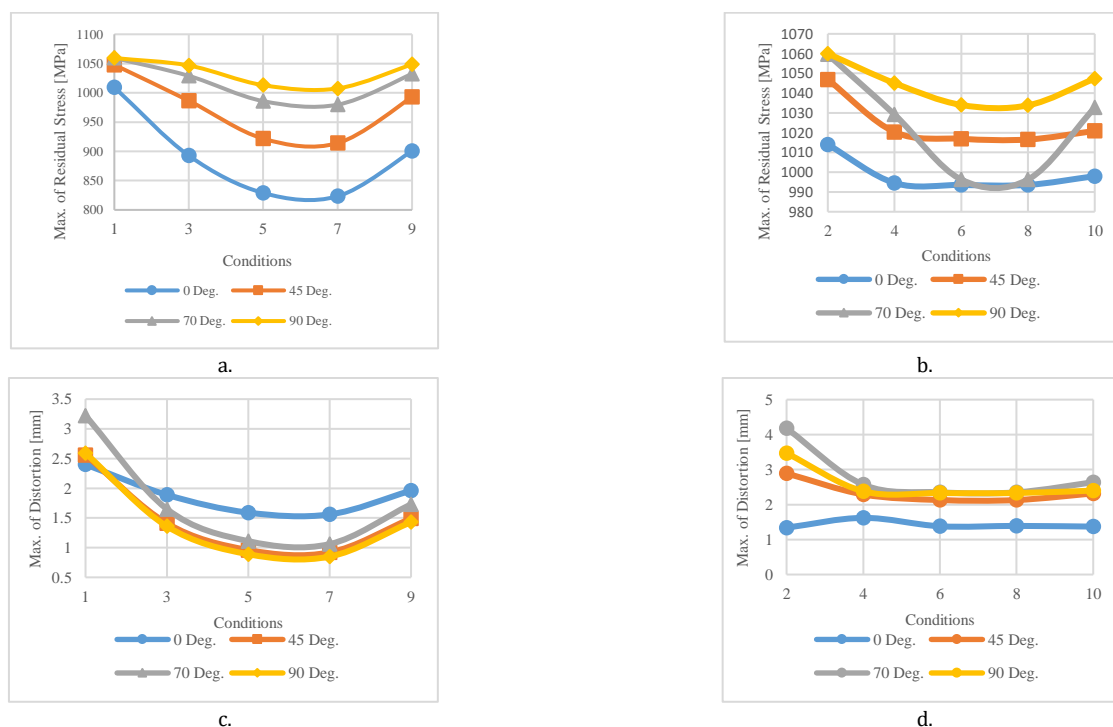 Max. of Residual Stress [MPa]
1100
1050
1000
950
900
850
800
1 3 5 7 9
Conditions
0 Deg. 45 Deg.
70 Deg. 90 Deg.
a.
Max. of Residual Stress [MPa]
1070
1060
1050
1040
1030
1020
1010
1000
990
980
2 4 6 8 10
Conditions
0 Deg. 45 Deg.
70 Deg. 90 Deg.
b.
Max. of Distortion [mm]
3.5
3
2.5
2
1.5
1
0.5
1 3 5 7 9
Conditions
0 Deg. 45 Deg.
70 Deg. 90 Deg.
c.
Max. of Distortion [mm]
5
4
3
2
1
0
2 4 6 8 10
Conditions
0 Deg. 45 Deg.
70 Deg. 90 Deg.
d.